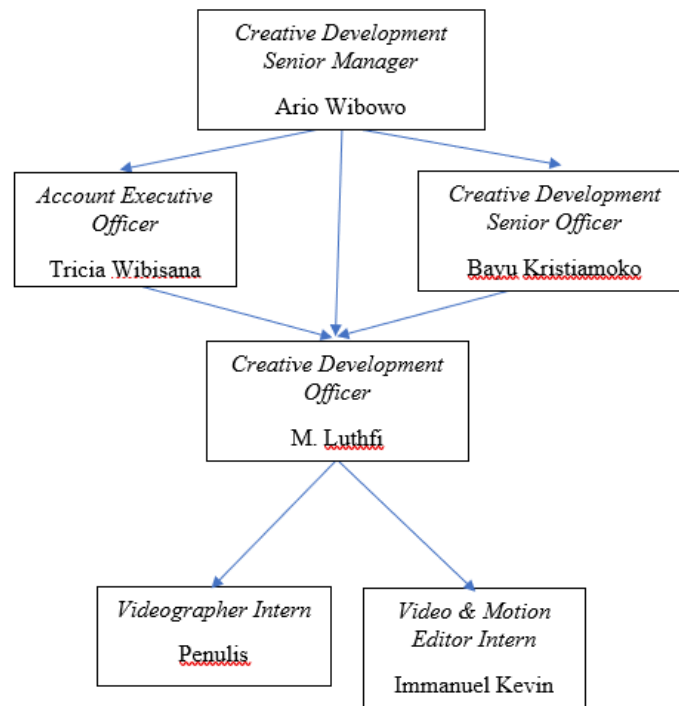 Creative Development
Senior Manager
Ario Wibowo
Account Executive
Officer
Tricia Wibisana
Creative Development
Senior Officer
Bayu Kristiamoko
Creative Development
Officer
M. Luthfi
Videographer Intern
Penulis
Video & Motion
Editor Intern
Immanuel Kevin